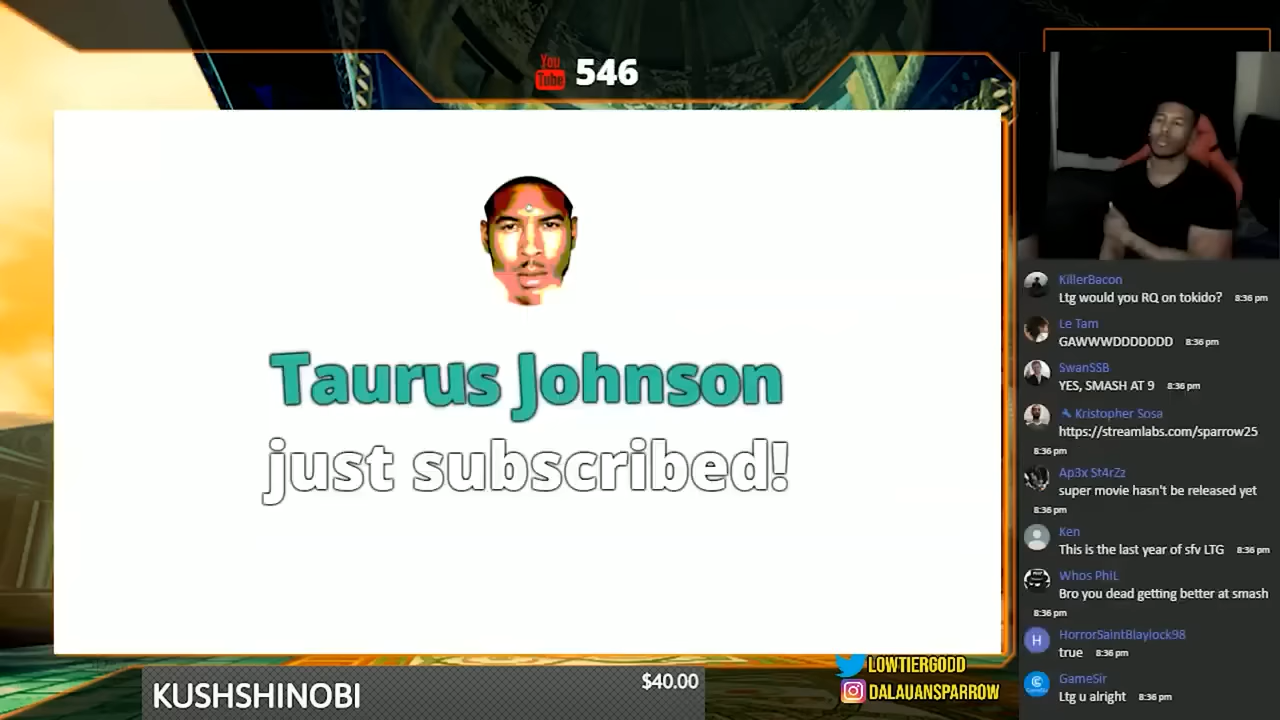 You
Tube
546
Taurus Johnson
just subscribed!
KUSHSHINOBI
$40.00
LOWTIERGODD
DALAUANSPARROW
KillerBacon
Ltg would you RQ on tokido? 8:36 pm
Le Tam
GAWWWDDDDDDD 8:36 pm
SwanSSB
YES, SMASH AT 9 8:36 pm
Kristopher Sosa
https://streamlabs.com/sparrow25
8:36 pm
Ap3x St4rZz
super movie hasn't be released yet
8:36 pm
Ken
This is the last year of sfv LTG 8:36 pm
Whos PhiL
Bro you dead getting better at smash
8:36 pm
H
HorrorSaintBlaylock98
true 8:36 pm
GameSir
Ltg u alright 8:36 pm